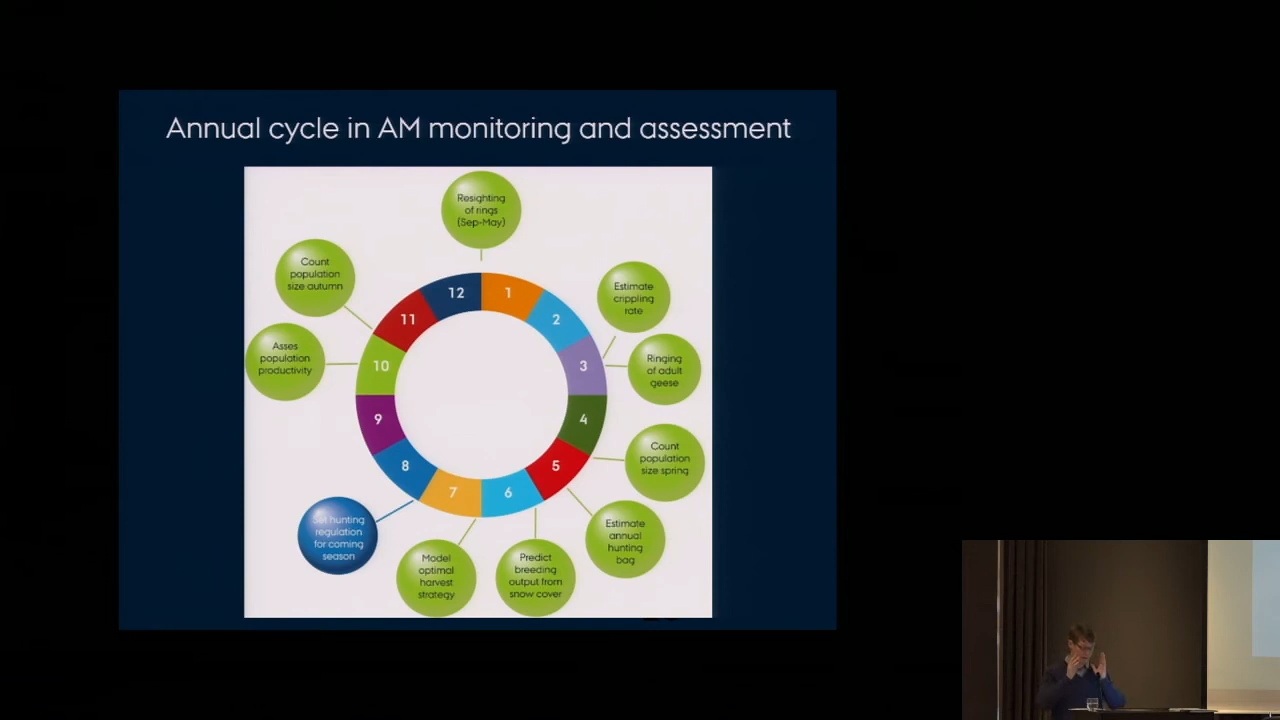 Annual cycle in AM monitoring and assessment
Resighting
of rings
(Sep-May)
Count
population
size autumn
Estimate
crippling
rate
Asses
population
productivity
Ringing
of adult
geese
12
1
11
2
10
3
9
4
8
5
7
6
Count
population
size spring
Set hunting
regulation
for coming
season
Estimate
annual
hunting
bag
Model
optimal
harvest
strategy
Predict
breeding
output from
snow cover